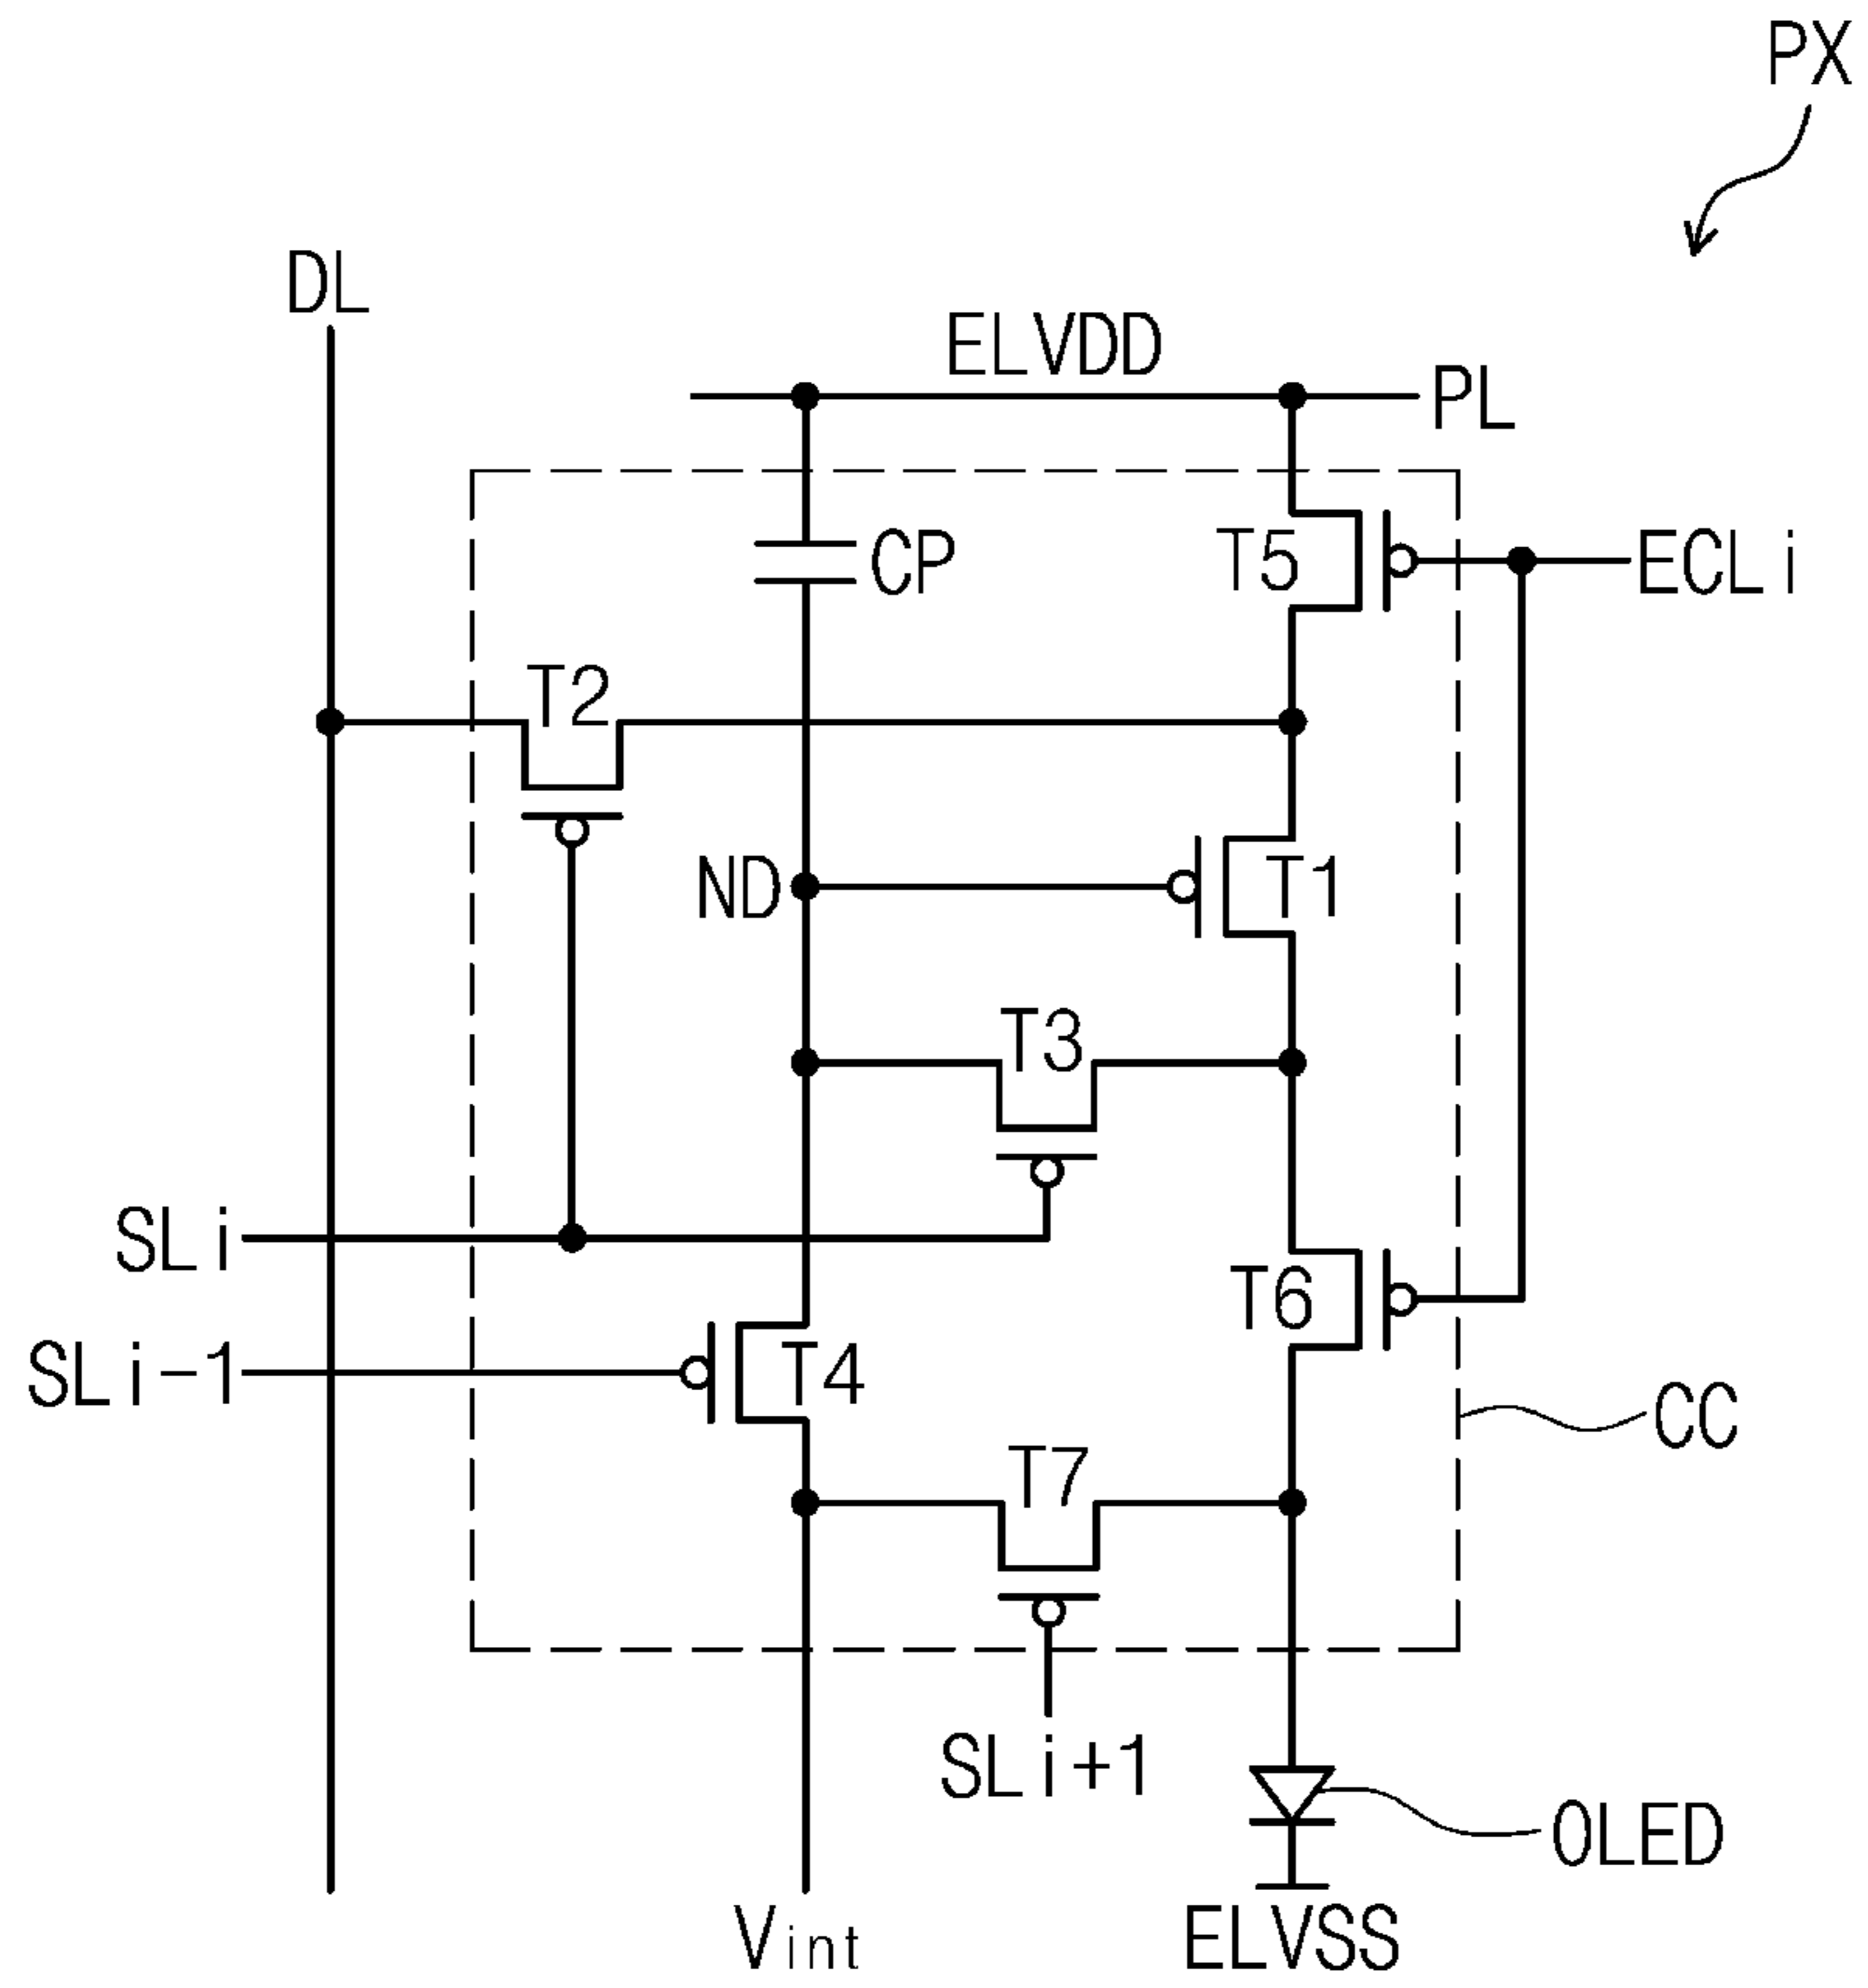 PX
DL
ELVDD
PL
CP
T5
ECLi
T2
ND
T1
T3
SLi
T6
SLi-1
T4
CC
T7
SLi+1
OLED
Vint
ELVSS